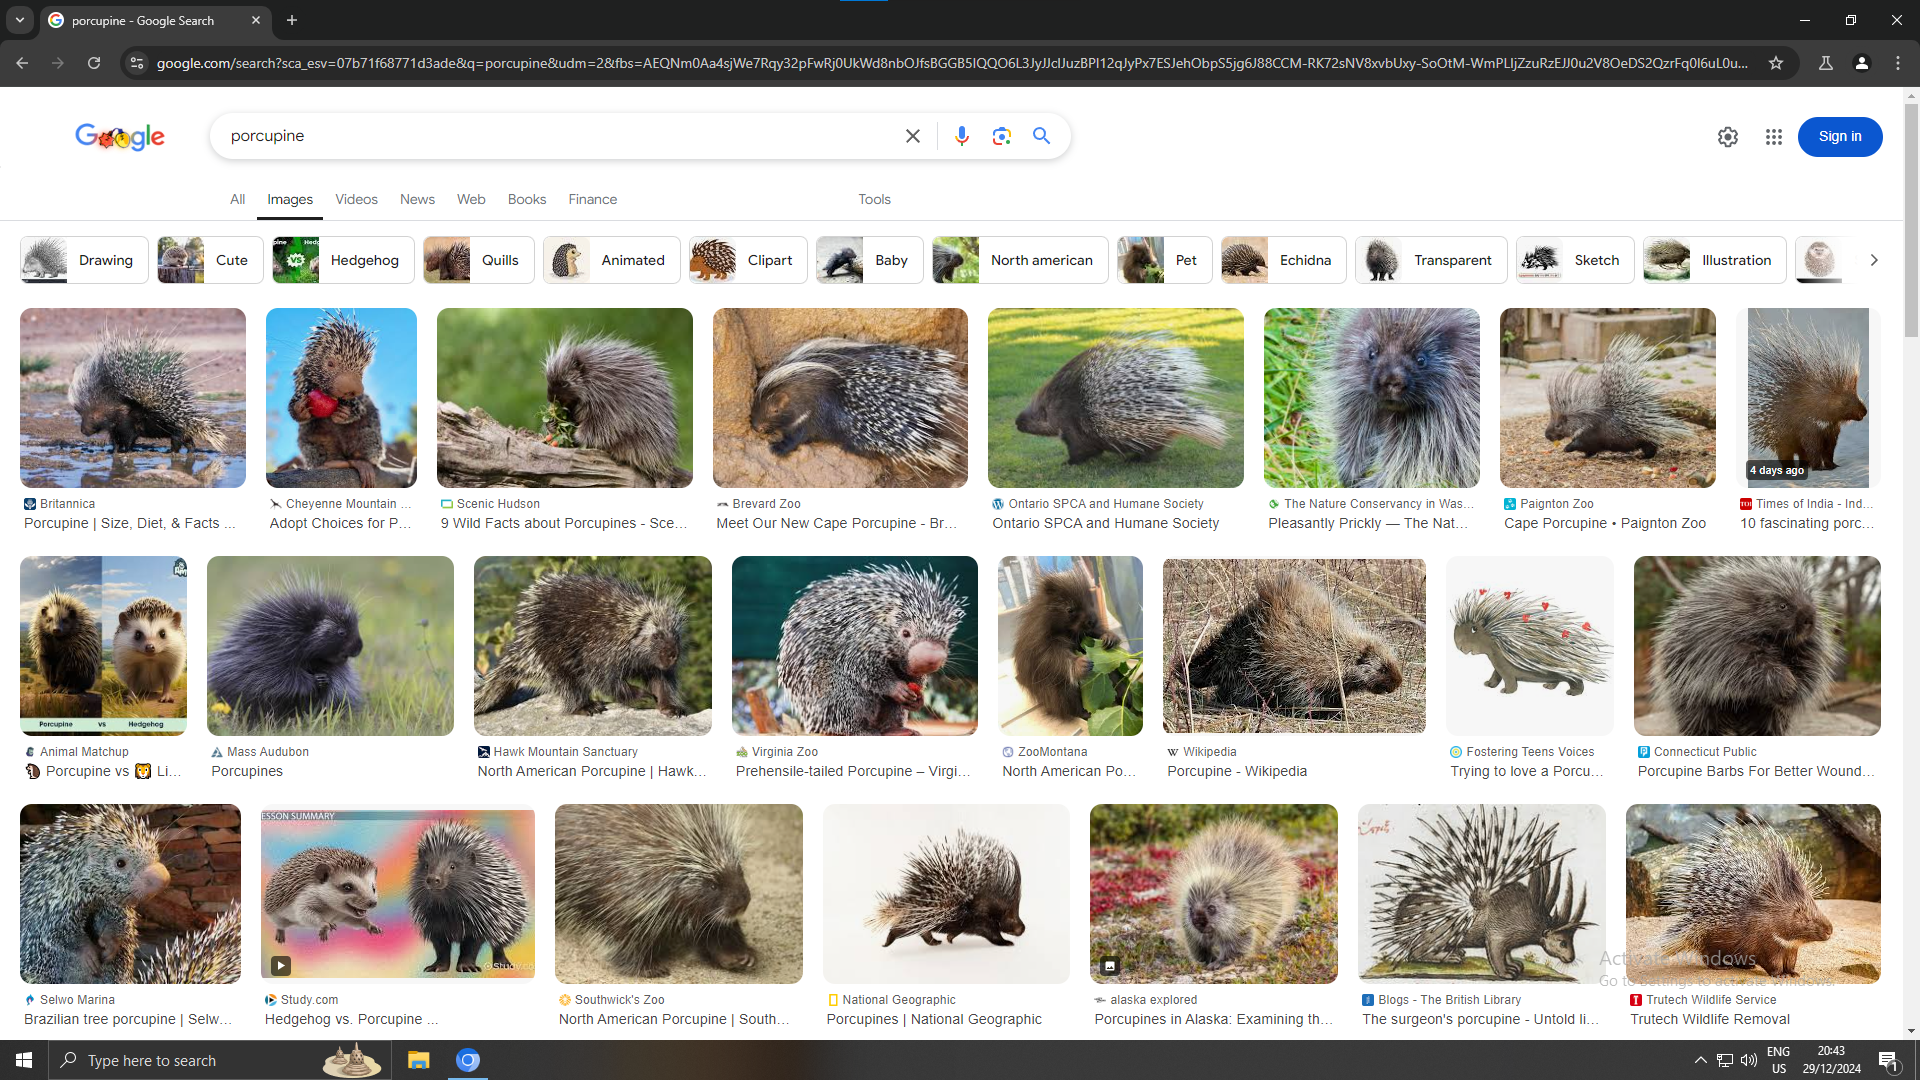 porcupine - Google Search
google.com/search?sca_esv=07b71f68771d3ade&q=porcupine&udm=2&fbs=AEQNm0Aa4sjWe7Rqy32pFwRj0UkWd8nbOJfsBGGB5IQQO6L3JyJJclJuzBPI12qJyPx7ESJehObpS5jg6J88CCM-RK72sNV8xvbUxy-SoOtM-WmPLIjZzuRzEJJ0u2V8OeDS2QzrFq0l6uL0u...
Google
porcupine
Sign in
All Images Videos News Web Books Finance Tools
Drawing Cute Hedgehog Quills Animated Clipart Baby North american Pet Echidna Transparent Sketch Illustration
4 days ago
Britannica Cheyenne Mountain ... Scenic Hudson Brevard Zoo Ontario SPCA and Humane Society The Nature Conservancy in Was... Paignton Zoo Times of India - Ind...
Porcupine | Size, Diet, & Facts ... Adopt Choices for P... 9 Wild Facts about Porcupines - Sce... Meet Our New Cape Porcupine - Br... Ontario SPCA and Humane Society Pleasantly Prickly — The Nat... Cape Porcupine • Paignton Zoo 10 fascinating porc...
Porcupine vs Hedgehog
Animal Matchup Mass Audubon Hawk Mountain Sanctuary Virginia Zoo ZooMontana Wikipedia Fostering Teens Voices Connecticut Public
Porcupine vs Li... Porcupines North American Porcupine | Hawk... Prehensile-tailed Porcupine – Virgi... North American Po... Porcupine - Wikipedia Trying to love a Porcu... Porcupine Barbs For Better Wound...
ESSON SUMMARY
Study.co
Activate Windows
Go to Settings to activate Windows.
Selwo Marina Study.com Southwick's Zoo National Geographic alaska explored Blogs - The British Library Trutech Wildlife Service
Brazilian tree porcupine | Selw... Hedgehog vs. Porcupine ... North American Porcupine | South... Porcupines | National Geographic Porcupines in Alaska: Examining th... The surgeon's porcupine - Untold li... Trutech Wildlife Removal
Type here to search
ENG
US
20:43
29/12/2024
1